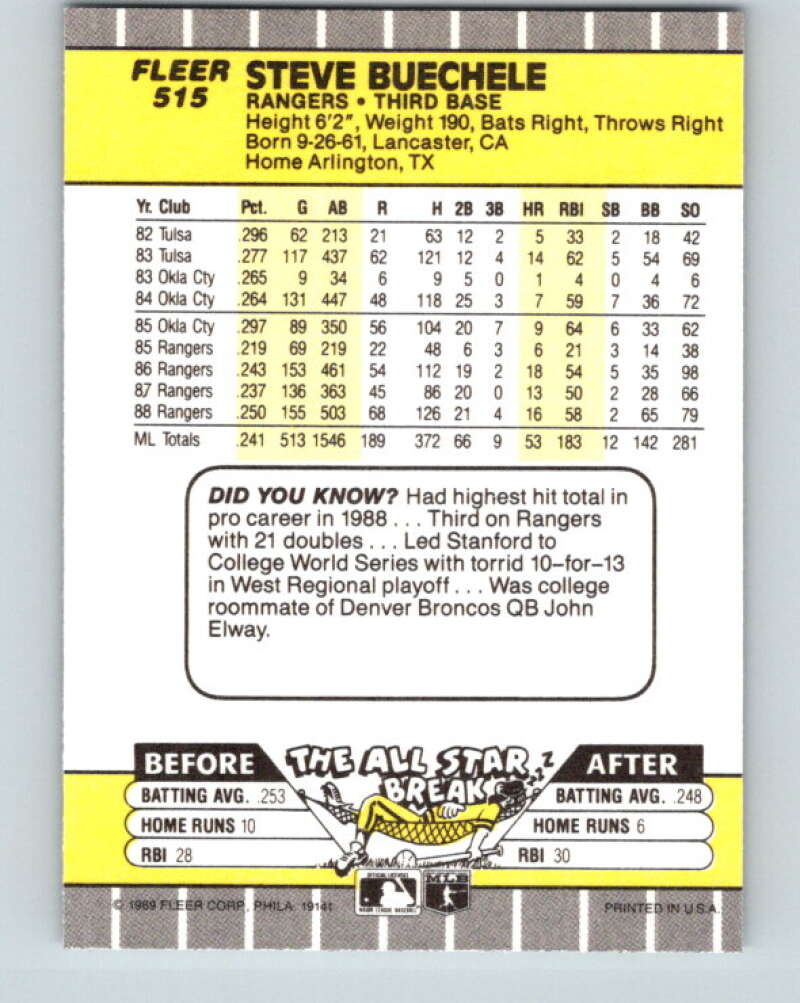 FLEER STEVE BUECHELE
515 RANGERS • THIRD BASE
Height 6'2", Weight 190, Bats Right, Throws Right
Born 9-26-61, Lancaster, CA
Home Arlington, TX
Yr. Club Pct. G AB R H 2B 3B HR RBI SB BB SO
82 Tulsa .296 62 213 21 63 12 2 5 33 2 18 42
83 Tulsa .277 117 437 62 121 12 4 14 62 5 54 69
83 Okla Cty .265 9 34 6 9 5 0 1 4 0 4 6
84 Okla Cty .264 131 447 48 118 25 3 7 59 7 36 72
85 Okla Cty .297 89 350 56 104 20 7 9 64 6 33 62
85 Rangers .219 69 219 22 48 6 3 6 21 3 14 38
86 Rangers .243 153 461 54 112 19 2 18 54 5 35 98
87 Rangers .237 136 363 45 86 20 0 13 50 2 28 66
88 Rangers .250 155 503 68 126 21 4 16 58 2 65 79
ML Totals .241 513 1546 189 372 66 9 53 183 12 142 281
DID YOU KNOW? Had highest hit total in
pro career in 1988 . . . Third on Rangers
with 21 doubles . . . Led Stanford to
College World Series with torrid 10-for-13
in West Regional playoff . . . Was college
roommate of Denver Broncos QB John
Elway.
BEFORE THE ALL STAR BREAK ZZZ AFTER
BATTING AVG. .253 BATTING AVG. .248
HOME RUNS 10 HOME RUNS 6
RBI 28 RBI 30
OFFICIAL LICENSEE
MAJOR LEAGUE BASEBALL
MLB
© 1989 FLEER CORP., PHILA. 19141 PRINTED IN U.S.A.